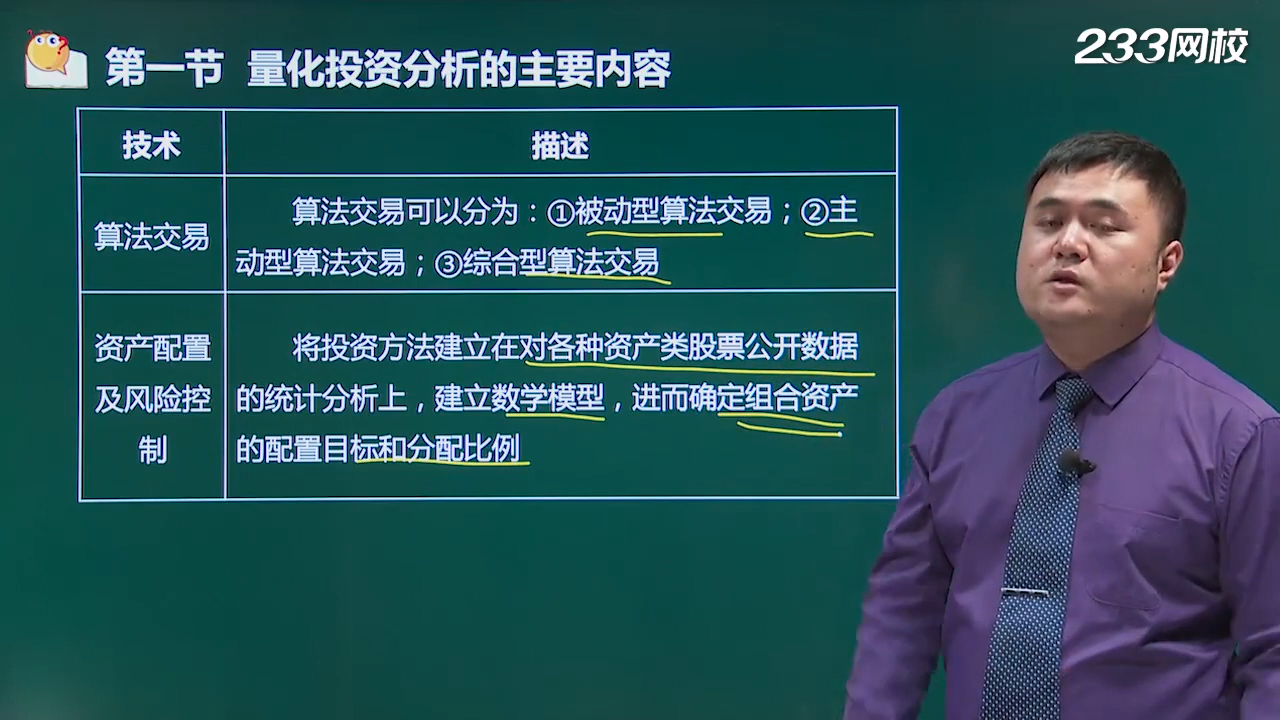 233网校
第一节 量化投资分析的主要内容
技术
描述
算法交易
算法交易可以分为：①被动型算法交易；②主
动型算法交易；③综合型算法交易
资产配置
及风险控
制
将投资方法建立在对各种资产类股票公开数据
的统计分析上，建立数学模型，进而确定组合资产
的配置目标和分配比例